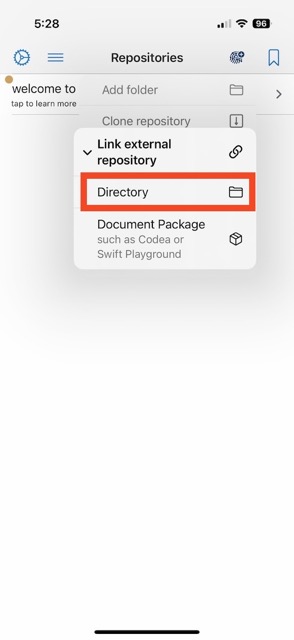 5:28
96
Repositories
welcome to
tap to learn more
Add folder
Clone repository
Link external
repository
Directory
Document Package
such as Codea or
Swift Playground